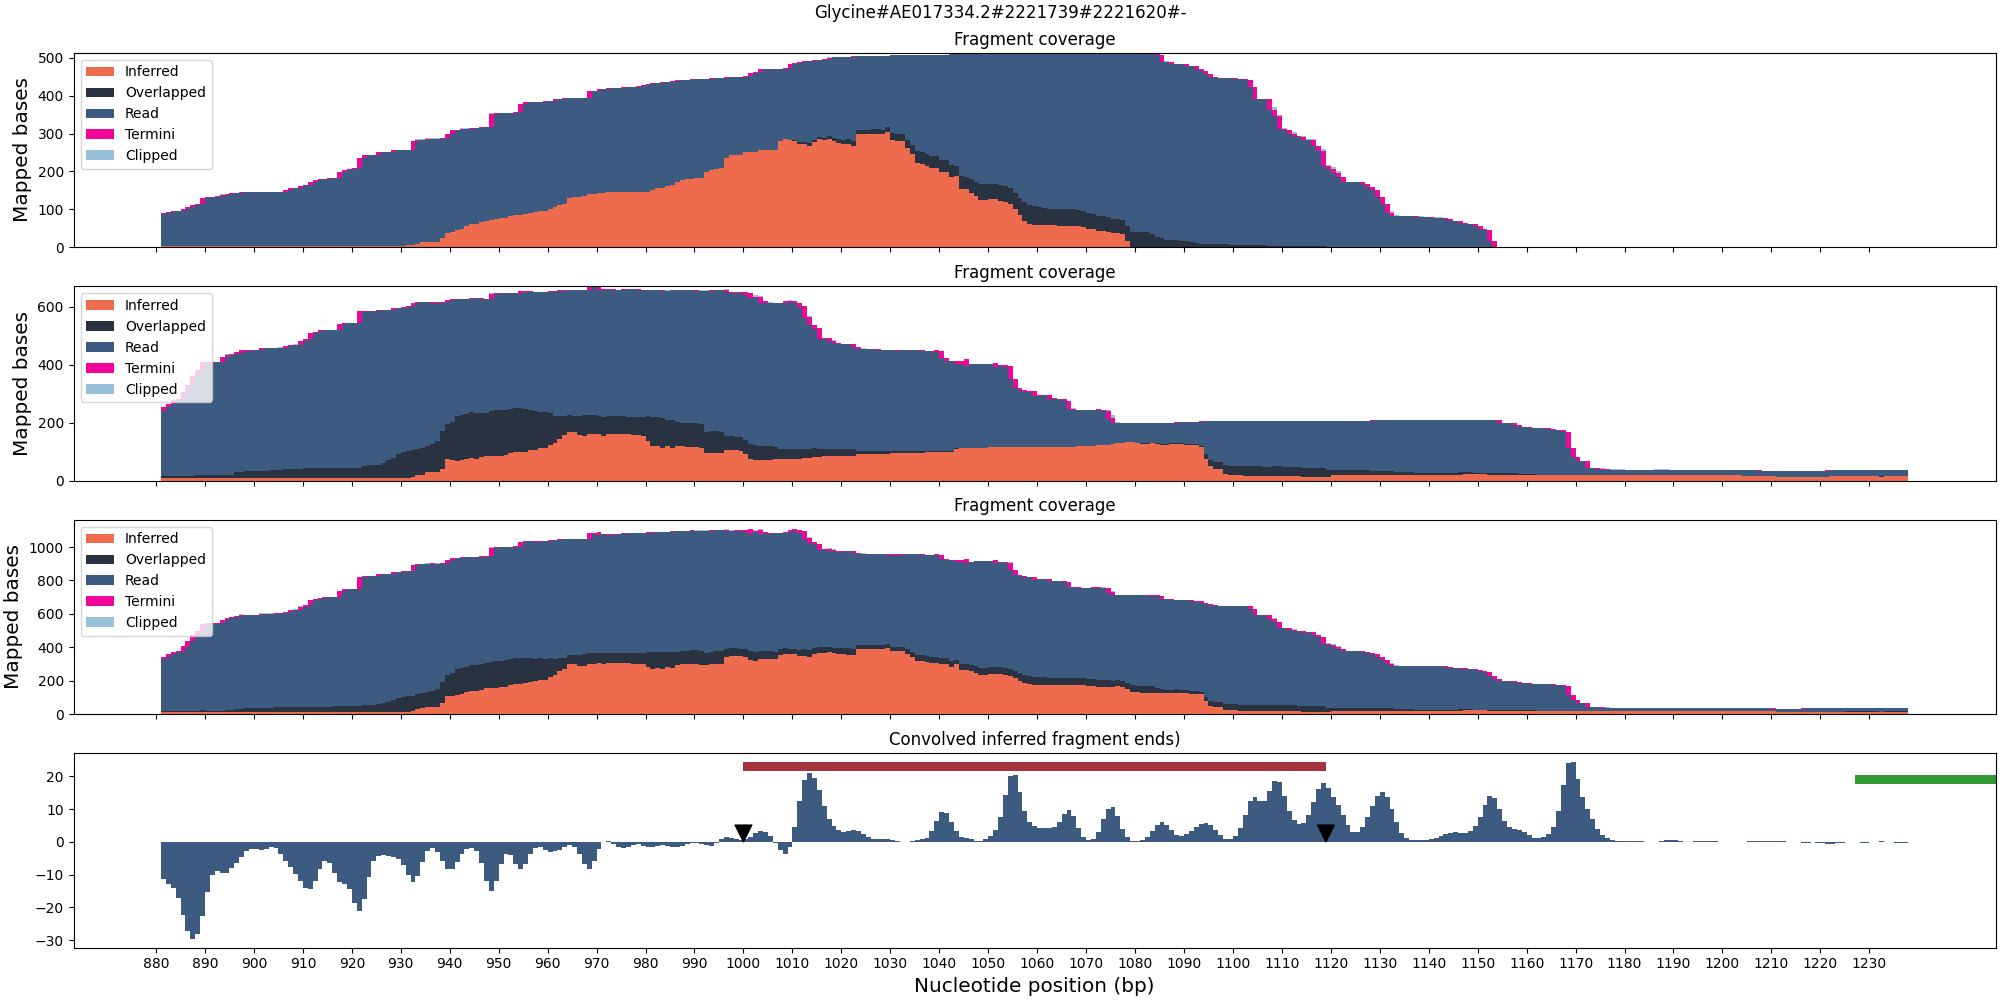 Glycine#AE017334.2#2221739#2221620#-
Fragment coverage
Mapped bases
500
400
300
200
100
0
Inferred
Overlapped
Read
Termini
Clipped
Fragment coverage
Mapped bases
600
400
200
0
Inferred
Overlapped
Read
Termini
Clipped
Fragment coverage
Mapped bases
1000
800
600
400
200
0
Inferred
Overlapped
Read
Termini
Clipped
Convolved inferred fragment ends)
20
10
0
−10
−20
−30
880 890 900 910 920 930 940 950 960 970 980 990 1000 1010 1020 1030 1040 1050 1060 1070 1080 1090 1100 1110 1120 1130 1140 1150 1160 1170 1180 1190 1200 1210 1220 1230
Nucleotide position (bp)